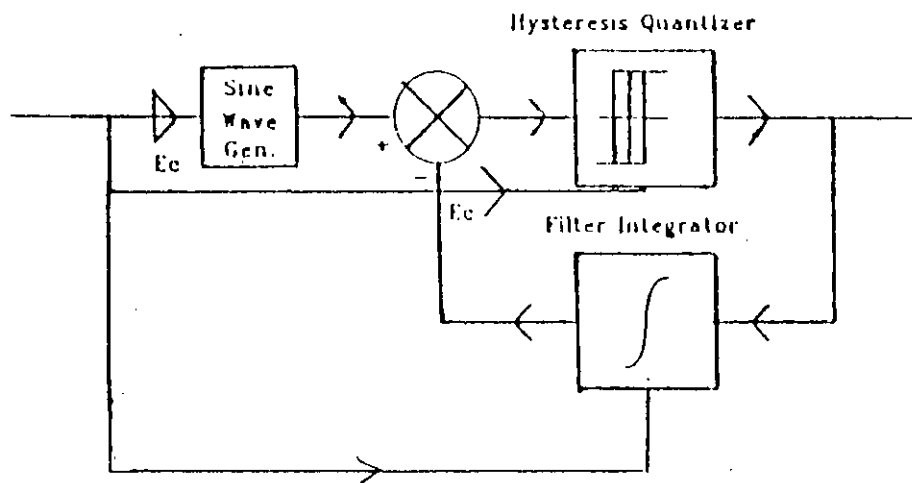 Hysteresis Quantizer
Sine
Wave
Gen.
Ec
+
−
Ec
Filter Integrator